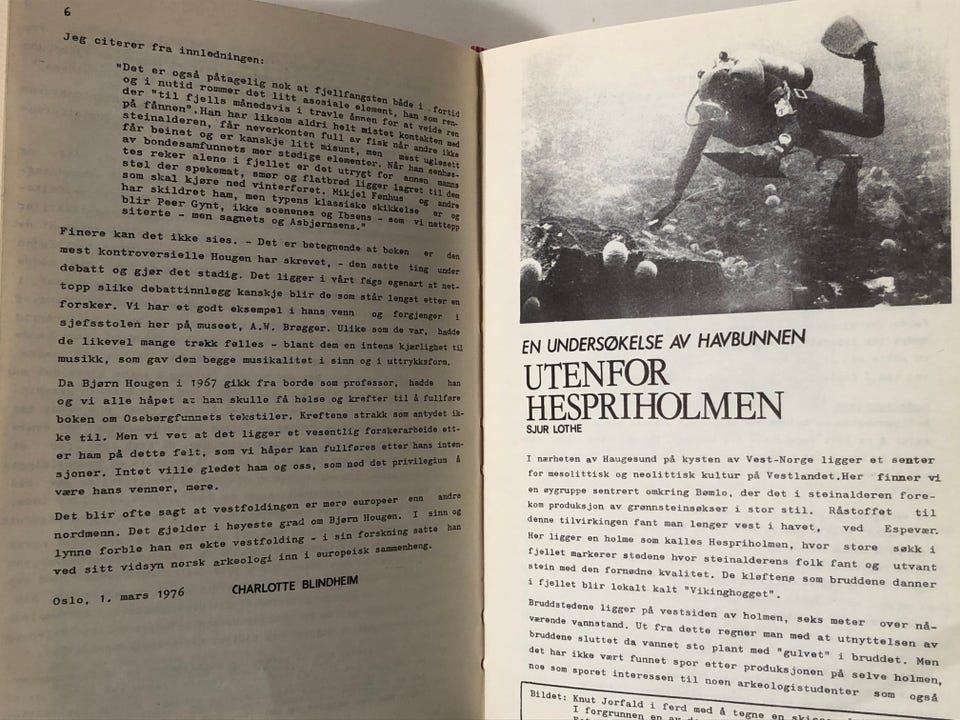 6
Jeg citerer fra innledningen:
"Det er også påtagelig nok at fjellfangsten både i fortid
og i nutid rommer det litt asosiale element, han som ren-
der "til fjells månedsvis i travle ånnen for at veide ren
på fånnen".Han har liksom aldri helt mistet kontakten med
steinalderen, får neverkonten full av fisk når andre ikke
får beinet og er kanskje litt misunt, men mest uglesett
av bondesamfunnets mer stødige elementer. Når han senhøs-
tes reker alene i fjellet er det utrygt for annen manns
støl der spekemat, smør og flatbrød ligger lagret til dem
som skal kjøre ned vinterforet. Mikjel Fønhus og andre
har skildret ham, men typens klassiske skikkelse er og
blir Peer Gynt, ikke scenenes og Ibsens - som vi nettopp
siterte - men sagnets og Asbjørnsens."
Finere kan det ikke sies. - Det er betegnende at boken er den
mest kontroversielle Hougen har skrevet, - den satte ting under
debatt og gjør det stadig. Det ligger i vårt fags egenart at net-
topp slike debattinnlegg kanskje blir de som står lengst etter en
forsker. Vi har et godt eksempel i hans venn og forgjenger i
sjefsstolen her på museet, A.W. Brøgger. Ulike som de var, hadde
de likevel mange trekk felles - blant dem en intens kjærlighet til
musikk, som gav dem begge musikalitet i sinn og i uttrykksform.
Da Bjørn Hougen i 1967 gikk fra borde som professor, hadde han
og vi alle håpet at han skulle få helse og krefter til å fullføre
boken om Osebergfunnets tekstiler. Kreftene strakk som antydet ik-
ke til. Men vi vet at det ligger et vesentlig forskerarbeide ett-
er ham på dette felt, som vi håper kan fullføres etter hans inten-
sjoner. Intet ville gledet ham og oss, som nød det privilegium å
være hans venner, mere.
Det blir ofte sagt at vestfoldingen er mere europeer enn andre
nordmenn. Det gjelder i høyeste grad om Bjørn Hougen. I sinn og
lynne forble han en ekte vestfolding - i sin forskning satte han
ved sitt vidsyn norsk arkeologi inn i europeisk sammenheng.
Oslo, 1. mars 1976 CHARLOTTE BLINDHEIM
EN UNDERSØKELSE AV HAVBUNNEN
UTENFOR
HESPRIHOLMEN
SJUR LOTHE
I nærheten av Haugesund på kysten av Vest-Norge ligger et senter
for mesolittisk og neolittisk kultur på Vestlandet.Her finner vi
en øygruppe sentrert omkring Bømlo, der det i steinalderen fore-
kom produksjon av grønnsteinsøkser i stor stil. Råstoffet til
denne tilvirkingen fant man lenger vest i havet, ved Espevær.
Her ligger en holme som kalles Hespriholmen, hvor store søkk i
fjellet markerer stedene hvor steinalderens folk fant og utvant
stein med den fornødne kvalitet. De kløftene som bruddene danner
i fjellet blir lokalt kalt "Vikinghogget".
Bruddstedene ligger på vestsiden av holmen, seks meter over nå-
værende vannstand. Ut fra dette regner man med at utnyttelsen av
bruddene sluttet da vannet sto plant med "gulvet" i bruddet. Men
det har ikke vært funnet spor etter produksjonen på selve holmen,
noe som sporet interessen til noen arkeologistudenter som også
Bildet: Knut Jorfald i ferd med å tegne en
I forgrunnen en av